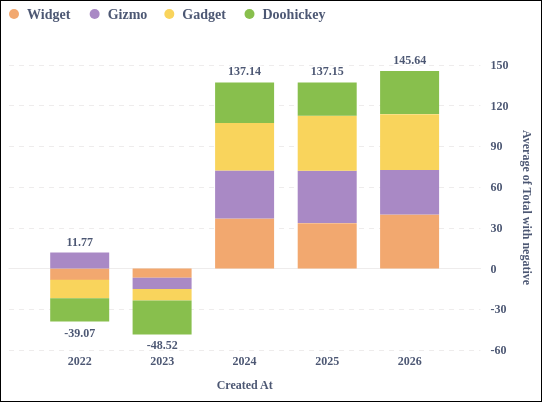 Widget Gizmo Gadget Doohickey
137.14 137.15 145.64
11.77
-39.07 -48.52
150
120
90
60
30
0
-30
-60
Average of Total with negative
2022 2023 2024 2025 2026
Created At